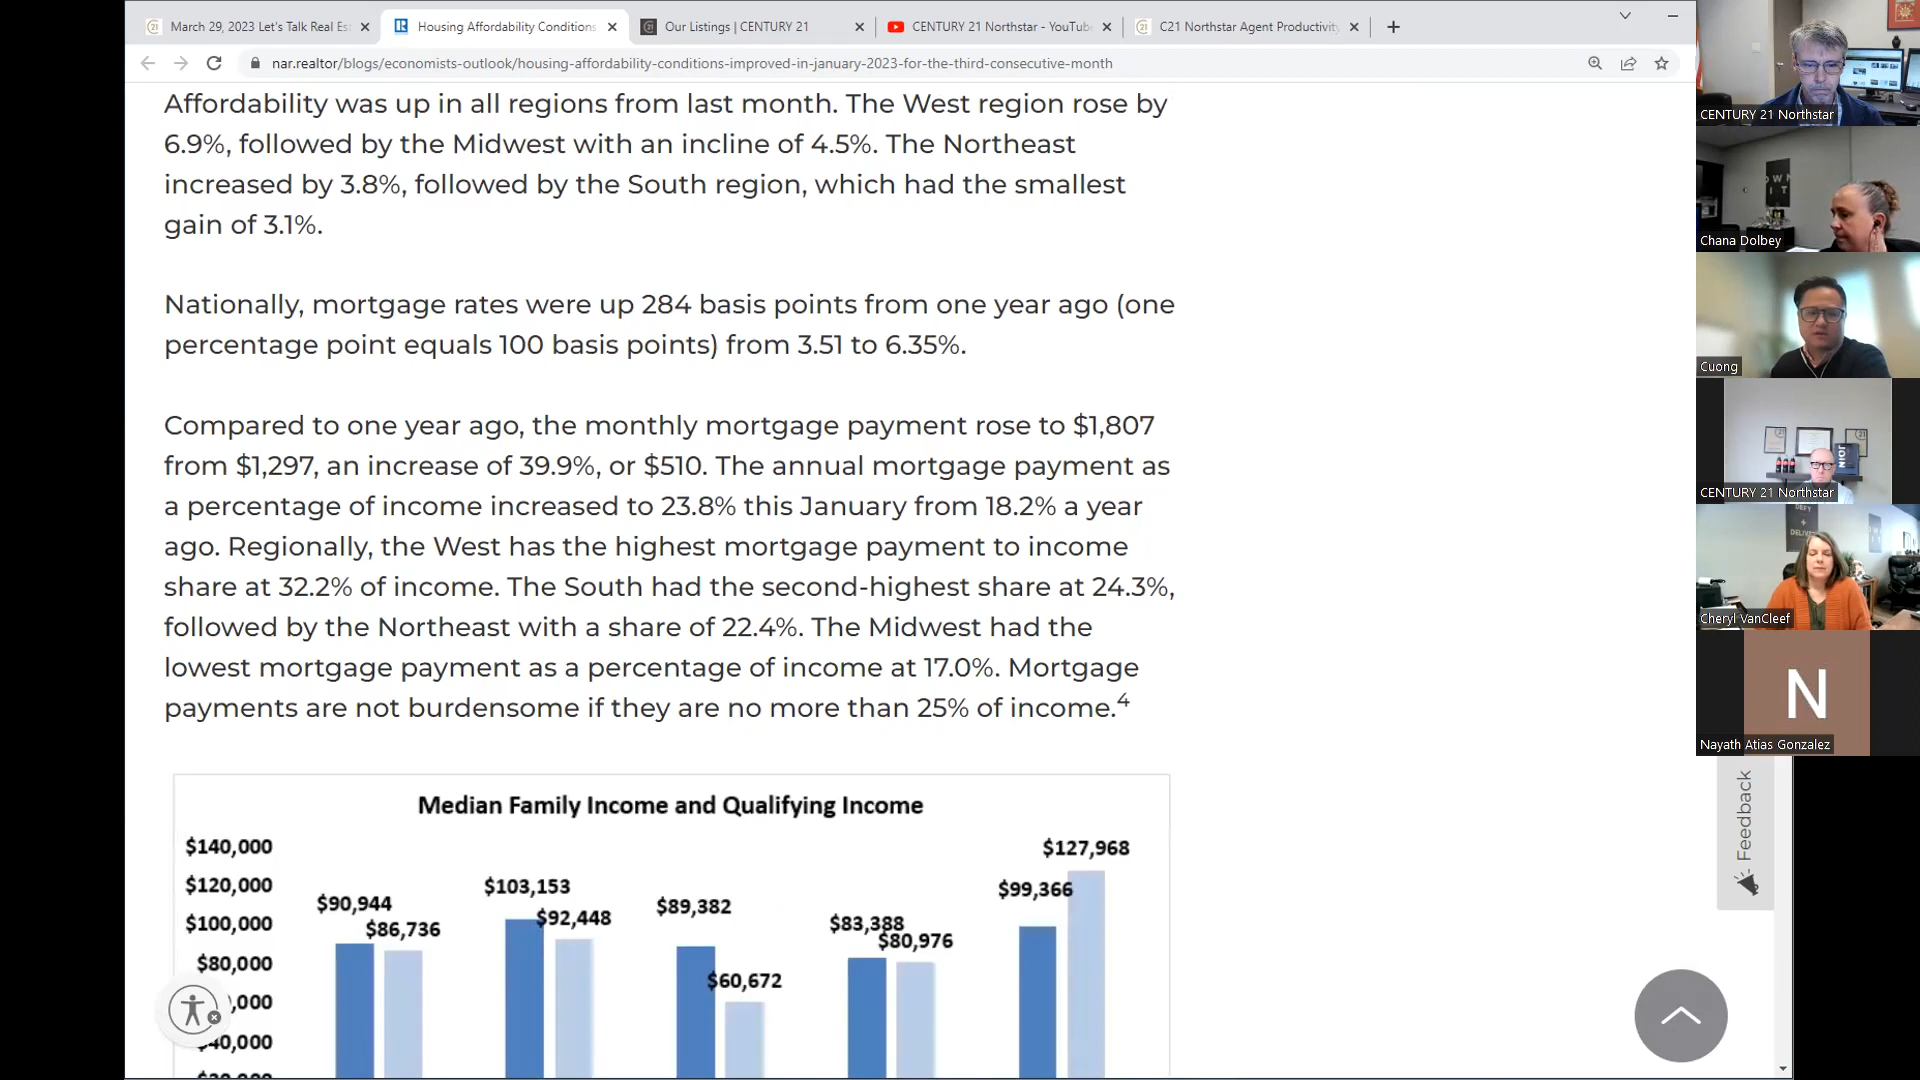 March 29, 2023 Let's Talk Real Es
Housing Affordability Conditions
Our Listings | CENTURY 21
CENTURY 21 Northstar - YouTube
C21 Northstar Agent Productivity
nar.realtor/blogs/economists-outlook/housing-affordability-conditions-improved-in-january-2023-for-the-third-consecutive-month
Affordability was up in all regions from last month. The West region rose by
6.9%, followed by the Midwest with an incline of 4.5%. The Northeast
increased by 3.8%, followed by the South region, which had the smallest
gain of 3.1%.
Nationally, mortgage rates were up 284 basis points from one year ago (one
percentage point equals 100 basis points) from 3.51 to 6.35%.
Compared to one year ago, the monthly mortgage payment rose to $1,807
from $1,297, an increase of 39.9%, or $510. The annual mortgage payment as
a percentage of income increased to 23.8% this January from 18.2% a year
ago. Regionally, the West has the highest mortgage payment to income
share at 32.2% of income. The South had the second-highest share at 24.3%,
followed by the Northeast with a share of 22.4%. The Midwest had the
lowest mortgage payment as a percentage of income at 17.0%. Mortgage
payments are not burdensome if they are no more than 25% of income.4
Median Family Income and Qualifying Income
$140,000
$120,000
$100,000
$80,000
,000
$40,000
$90,944
$86,736
$103,153
$92,448
$89,382
$60,672
$83,388
$80,976
$99,366
$127,968
Feedback
CENTURY 21 Northstar
OWN
IT
Chana Dolbey
Cuong
JOIN
CENTURY 21 Northstar
DEFY
+
DELIVER
Cheryl VanCleef
N
Nayath Atias Gonzalez